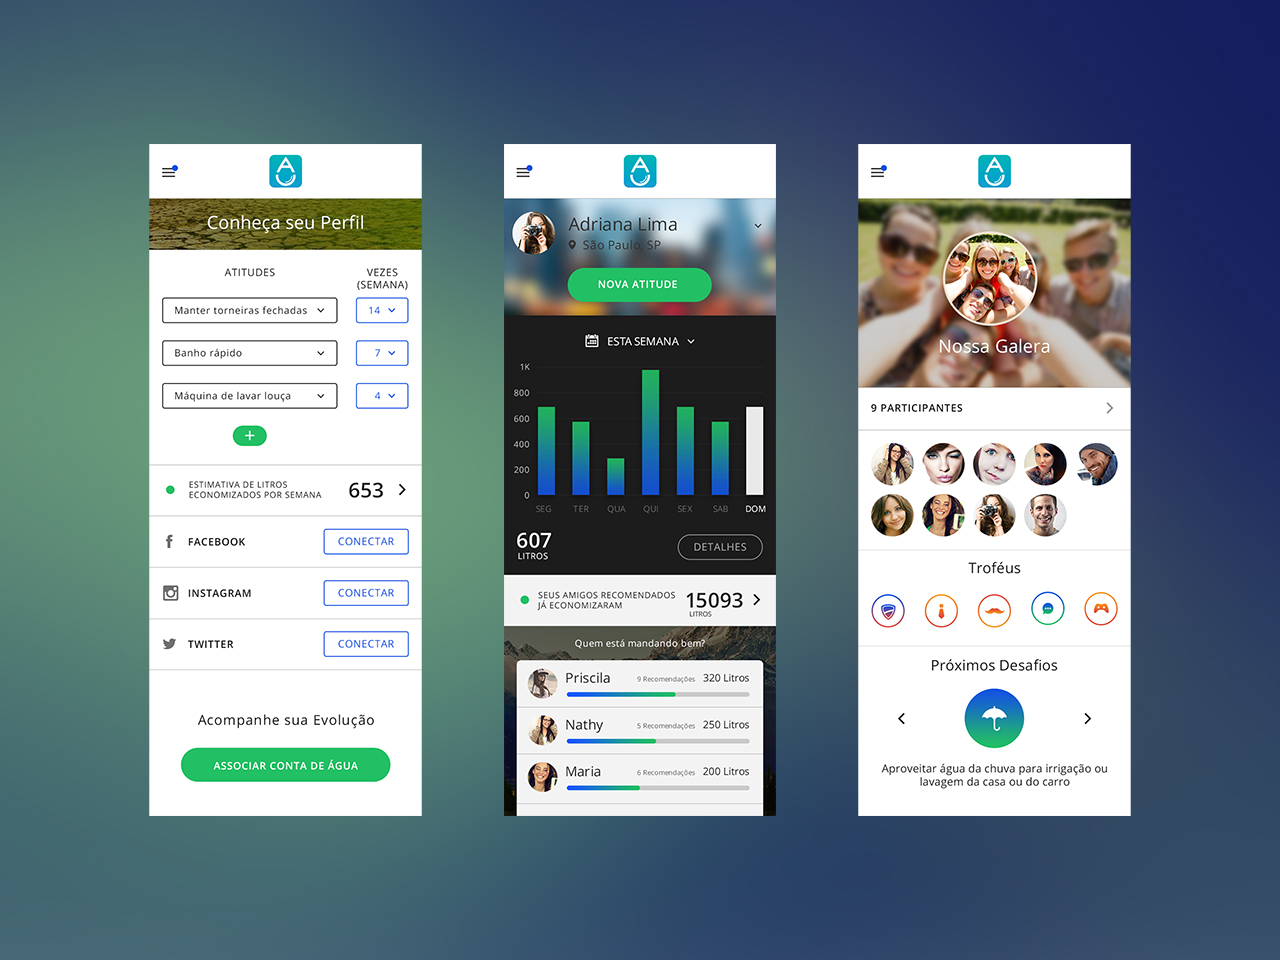 Conheça seu Perfil
ATITUDES
VEZES
(SEMANA)
Manter torneiras fechadas
14
Banho rápido
7
Máquina de lavar louça
4
+
ESTIMATIVA DE LITROS
ECONOMIZADOS POR SEMANA
653
FACEBOOK
CONECTAR
INSTAGRAM
CONECTAR
TWITTER
CONECTAR
Acompanhe sua Evolução
ASSOCIAR CONTA DE ÁGUA
Adriana Lima
São Paulo, SP
NOVA ATITUDE
ESTA SEMANA
1K
800
600
400
200
0
SEG TER QUA QUI SEX SAB DOM
607
LITROS
DETALHES
SEUS AMIGOS RECOMENDADOS
JÁ ECONOMIZARAM
15093
LITROS
Quem está mandando bem?
Priscila 9 Recomendações 320 Litros
Nathy 5 Recomendações 250 Litros
Maria 6 Recomendações 200 Litros
Nossa Galera
9 PARTICIPANTES
Troféus
Próximos Desafios
Aproveitar água da chuva para irrigação ou
lavagem da casa ou do carro